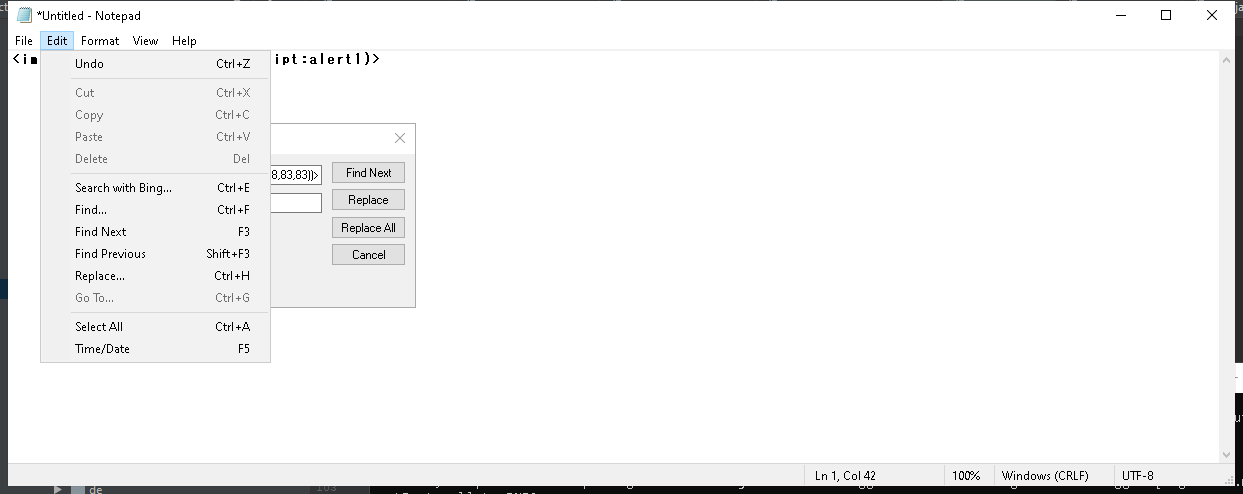 *Untitled - Notepad
File Edit Format View Help
<im ipt:alert1)>
Undo Ctrl+Z
Cut Ctrl+X
Copy Ctrl+C
Paste Ctrl+V
Delete Del
Search with Bing... Ctrl+E
Find... Ctrl+F
Find Next F3
Find Previous Shift+F3
Replace... Ctrl+H
Go To... Ctrl+G
Select All Ctrl+A
Time/Date F5
8,83,83))> Find Next
Replace
Replace All
Cancel
Ln 1, Col 42 100% Windows (CRLF) UTF-8
de
103